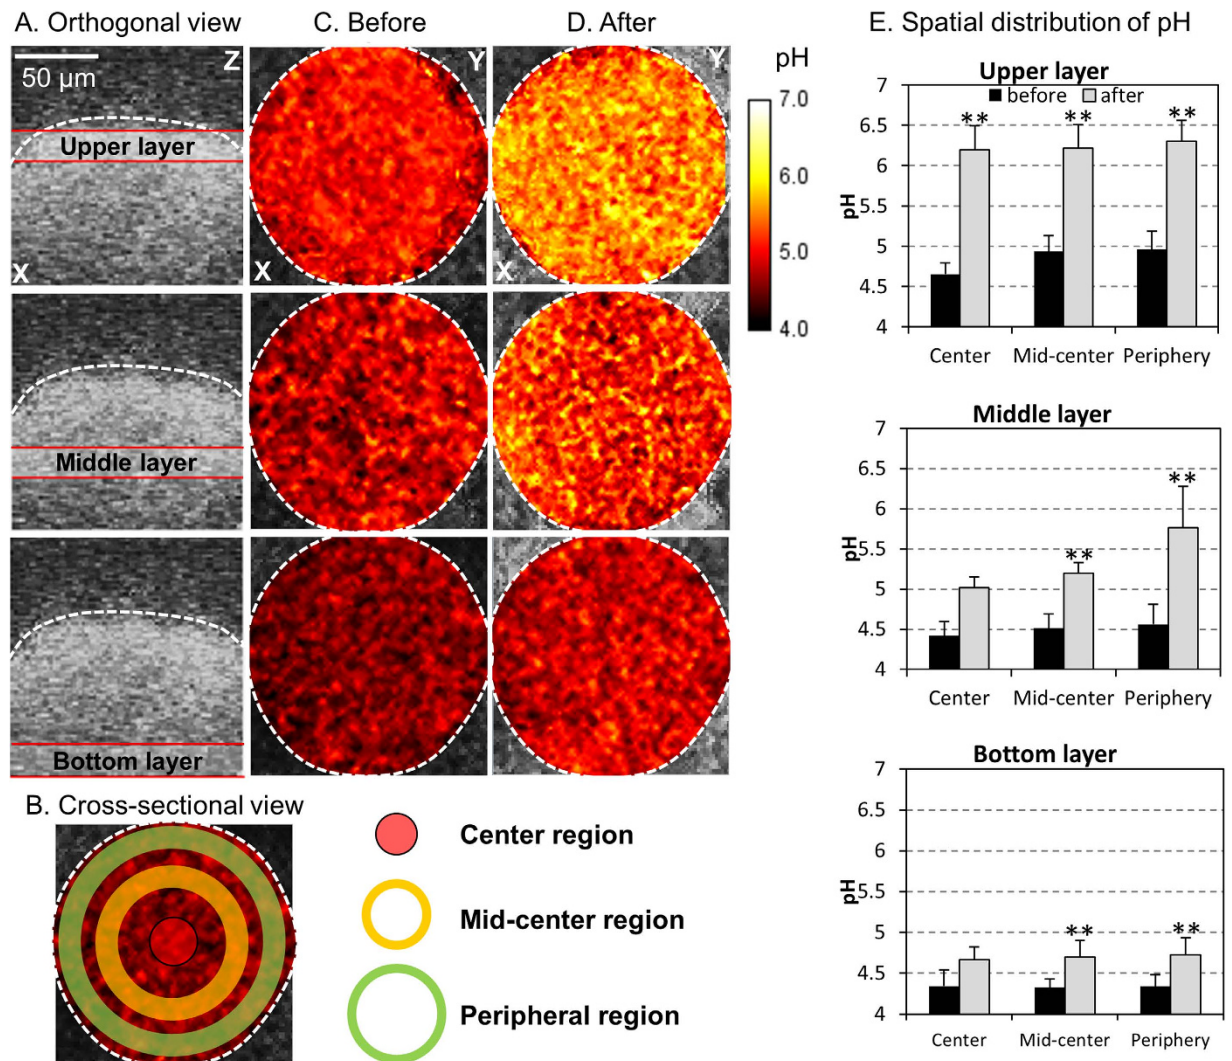 A. Orthogonal view
C. Before
D. After
E. Spatial distribution of pH
50 µm
Z
Upper layer
X
Y
X
Y
X
pH
7.0
6.0
5.0
4.0
Middle layer
Bottom layer
B. Cross-sectional view
Center region
Mid-center region
Peripheral region
Upper layer
before after
7
6.5
6
5.5
5
4.5
4
pH
** ** **
Center Mid-center Periphery
Middle layer
7
6.5
6
5.5
5
4.5
4
pH
** **
Center Mid-center Periphery
Bottom layer
7
6.5
6
5.5
5
4.5
4
pH
** **
Center Mid-center Periphery